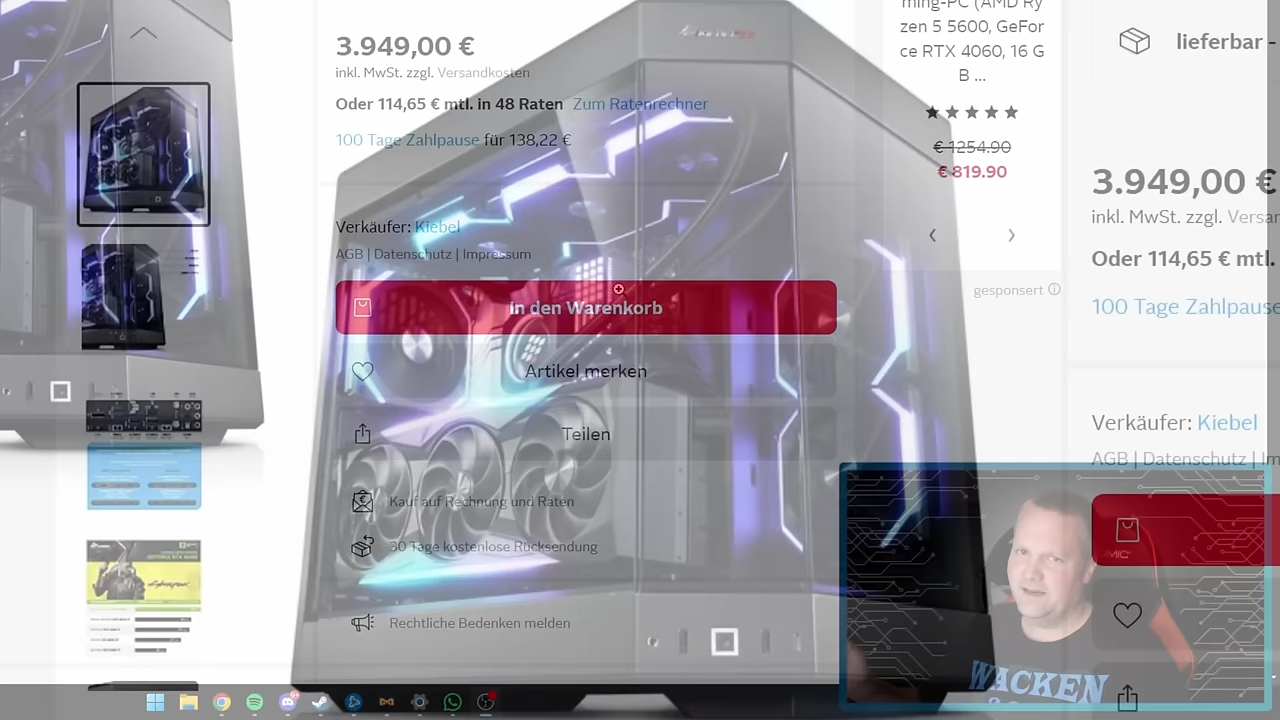 3.949,00 €
inkl. MwSt. zzgl. Versandkosten
Oder 114,65 € mtl. in 48 Raten Zum Ratenrechner
100 Tage Zahlpause für 138,22 €
Verkäufer: Kiebel
AGB | Datenschutz | Impressum
in den Warenkorb
Artikel merken
Teilen
Kauf auf Rechnung und Raten
30 Tage kostenlose Rücksendung
Rechtliche Bedenken melden
ming-PC (AMD Ry
zen 5 5600, GeFor
ce RTX 4060, 16 G
B ...
€ 1254.90
€ 819.90
gesponsert
lieferbar -
3.949,00 €
inkl. MwSt. zzgl. Versa
Oder 114,65 € mtl.
100 Tage Zahlpause
Verkäufer: Kiebel
AGB | Datenschutz | Im
WACKEN